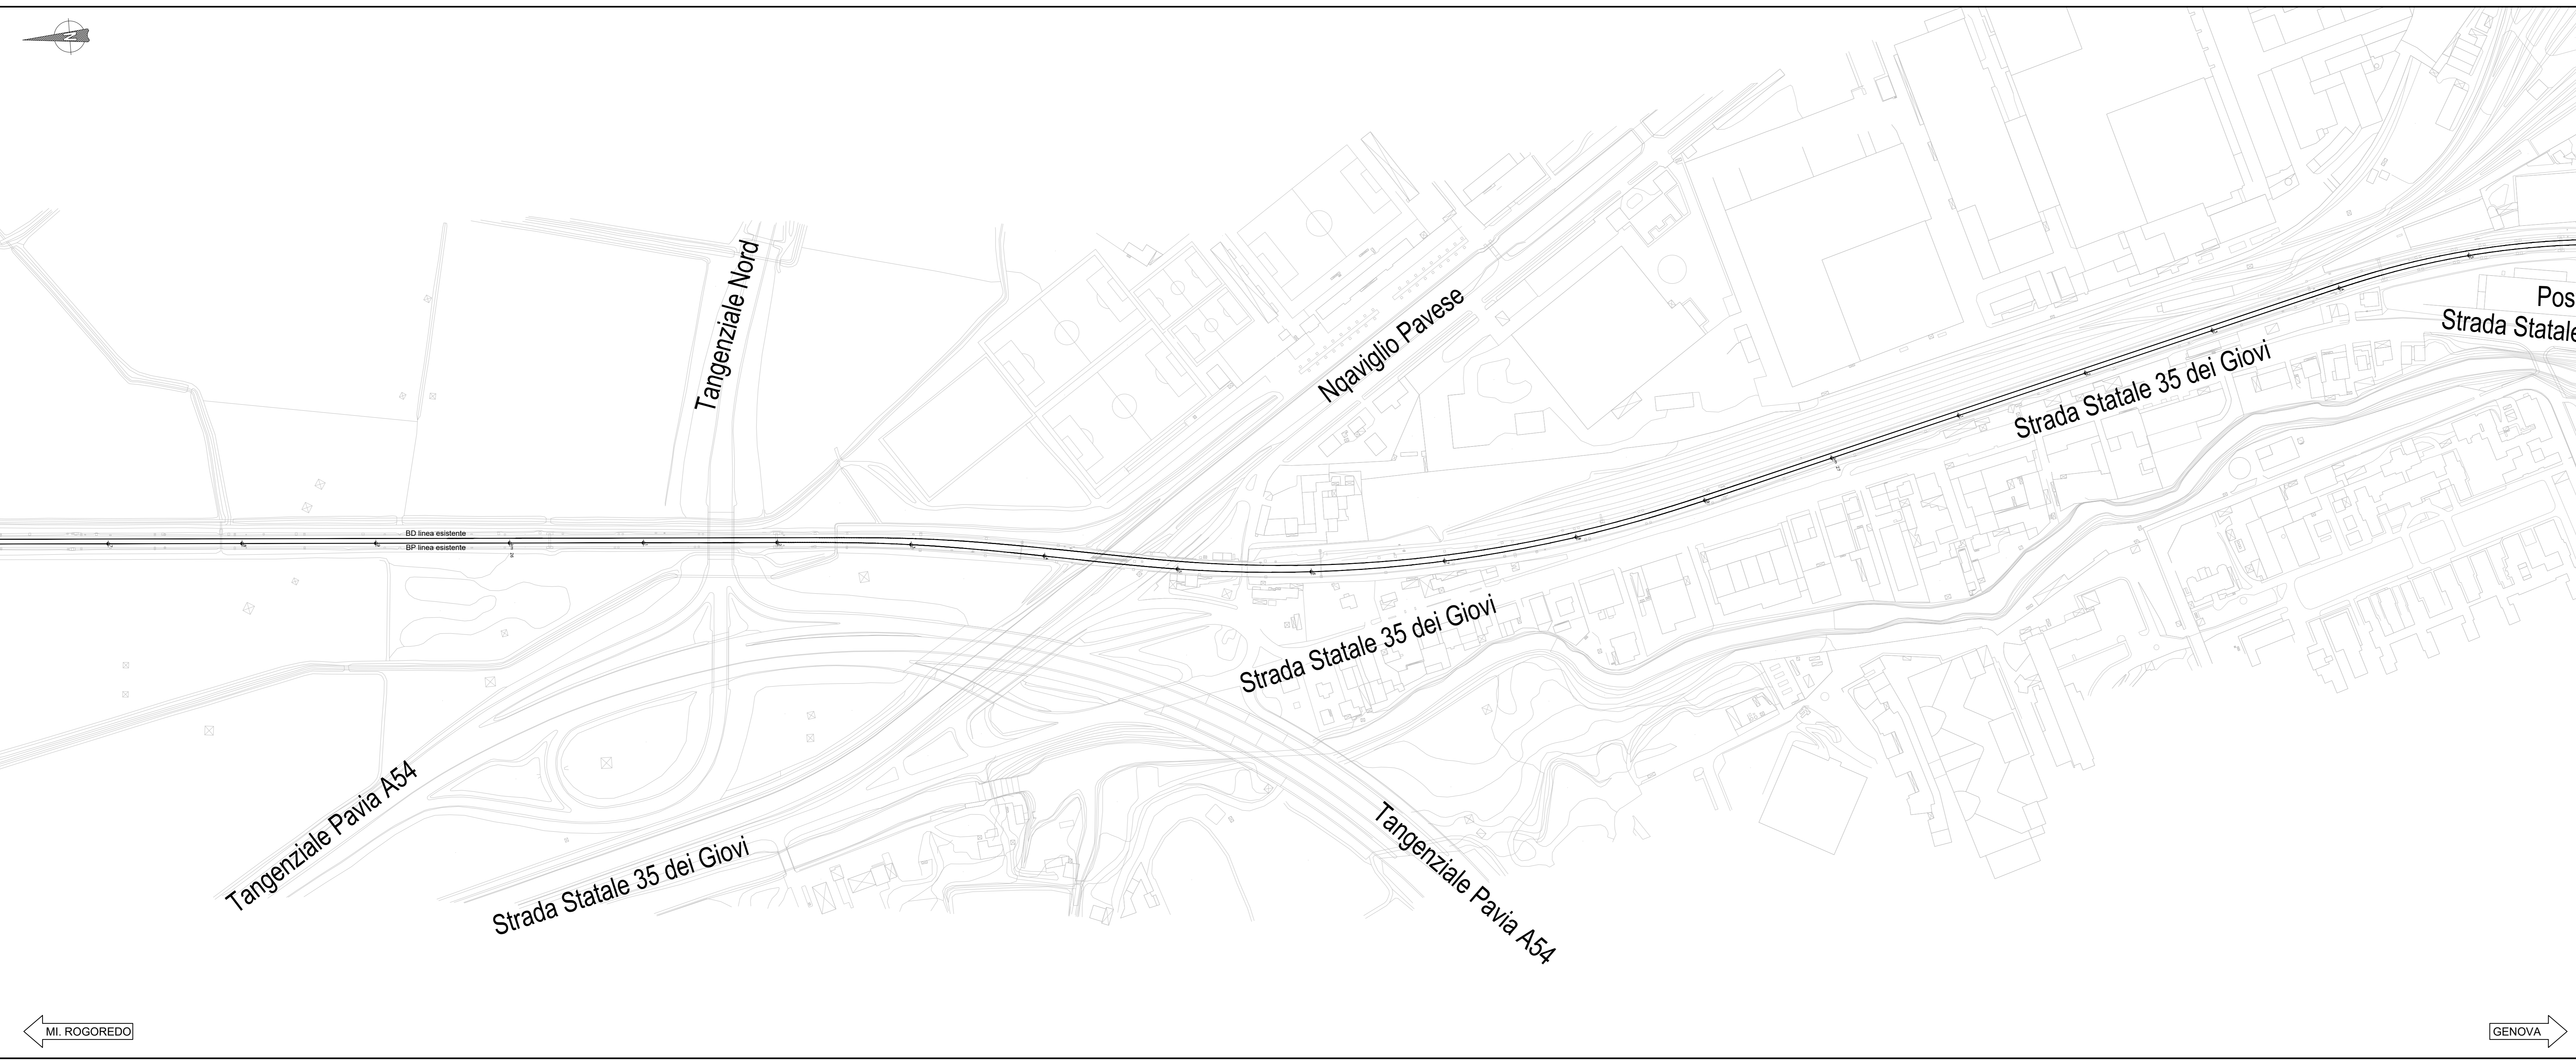 N
Tangenziale Nord
Nqaviglio Pavese
Pos
Strada Statale
Strada Statale 35 dei Giovi
BD linea esistente
BP linea esistente
Strada Statale 35 dei Giovi
Tangenziale Pavia A54
Strada Statale 35 dei Giovi
Tangenziale Pavia A54
MI. ROGOREDO
GENOVA